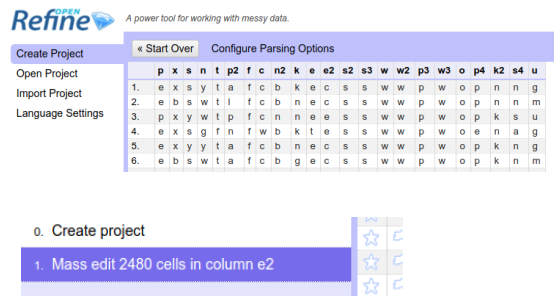 OPEN
Refine
A power tool for working with messy data.
Create Project
Open Project
Import Project
Language Settings
« Start Over Configure Parsing Options
p x s n t p2 f c n2 k e e2 s2 s3 w w2 p3 w3 o p4 k2 s4 u
1. e x s y t a f c b k e c s s w w p w o p n n g
2. e b s w t l f c b n e c s s w w p w o p n n m
3. p x y w t p f c n n e e s s w w p w o p k s u
4. e x s g f n f w b k t e s s w w p w o e n a g
5. e x y y t a f c b n e c s s w w p w o p k n g
6. e b s w t a f c b g e c s s w w p w o p k n m
0. Create project
1. Mass edit 2480 cells in column e2